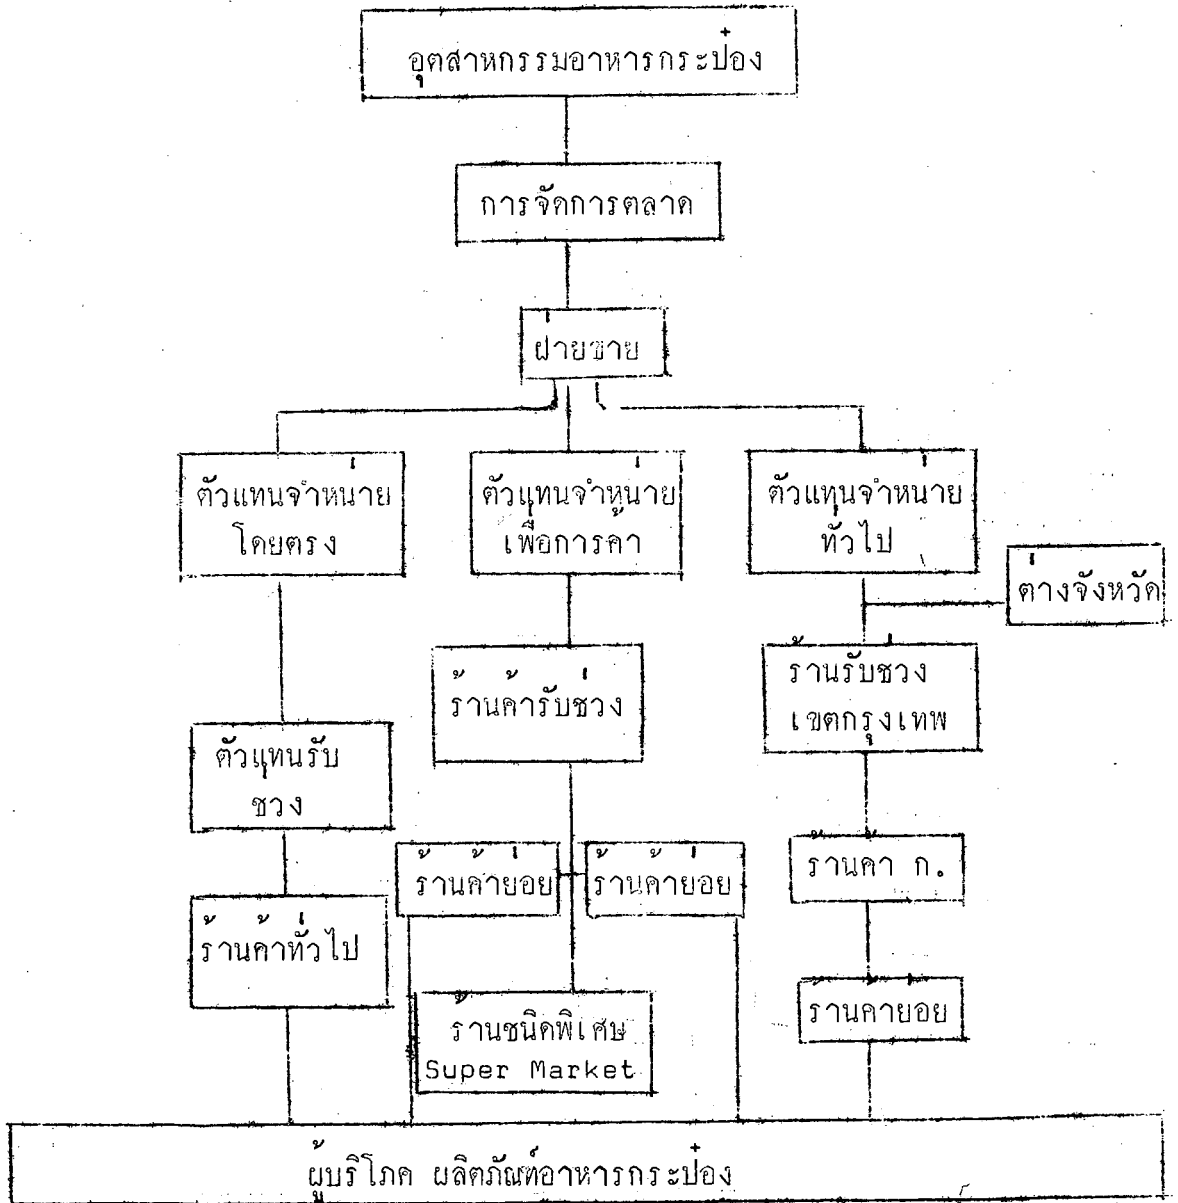 อุตสาหกรรมอาหารกระป๋อง
การจัดการตลาด
ฝ่ายขาย
ตัวแทนจำหน่าย
โดยตรง
ตัวแทนจำหน่าย
เพื่อการค้า
ตัวแทนจำหน่าย
ทั่วไป
ต่างจังหวัด
ร้านค้ารับช่วง
ร้านรับช่วง
เขตกรุงเทพ
ตัวแทนรับ
ชวง
ร้านค้าย่อย
ร้านค้าย่อย
ร้านค้า ก.
ร้านค้าทั่วไป
ร้านชนิดพิเศษ
Super Market
ร้านค้าย่อย
ผู้บริโภค ผลิตภัณฑ์อาหารกระป๋อง